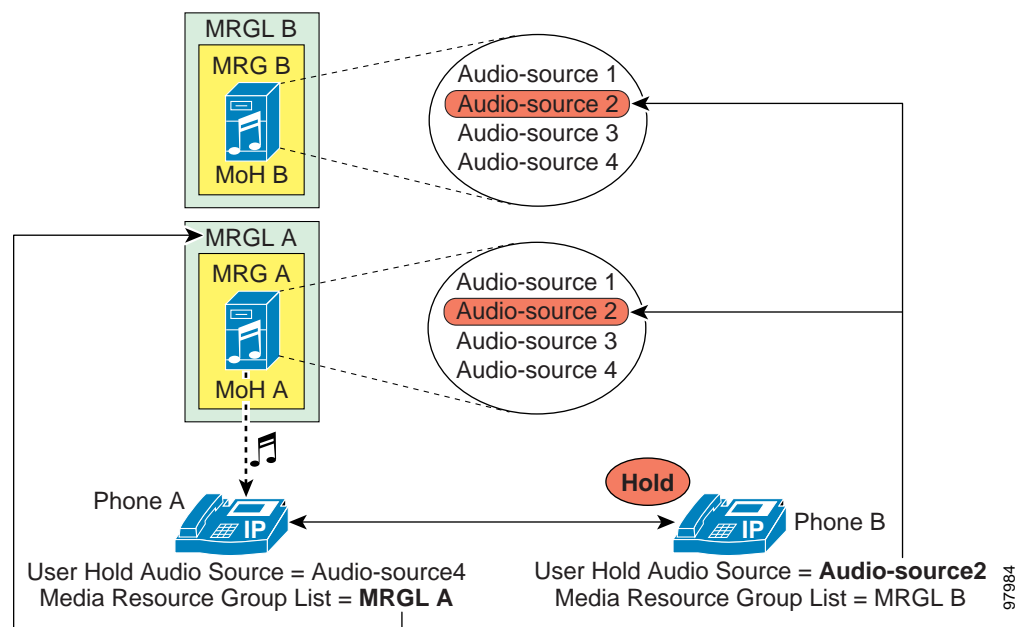 MRGL B
MRG B
MoH B
Audio-source 1
Audio-source 2
Audio-source 3
Audio-source 4
MRGL A
MRG A
MoH A
Audio-source 1
Audio-source 2
Audio-source 3
Audio-source 4
Phone A
IP
Hold
IP
Phone B
User Hold Audio Source = Audio-source4
Media Resource Group List = MRGL A
User Hold Audio Source = Audio-source2
Media Resource Group List = MRGL B
97984